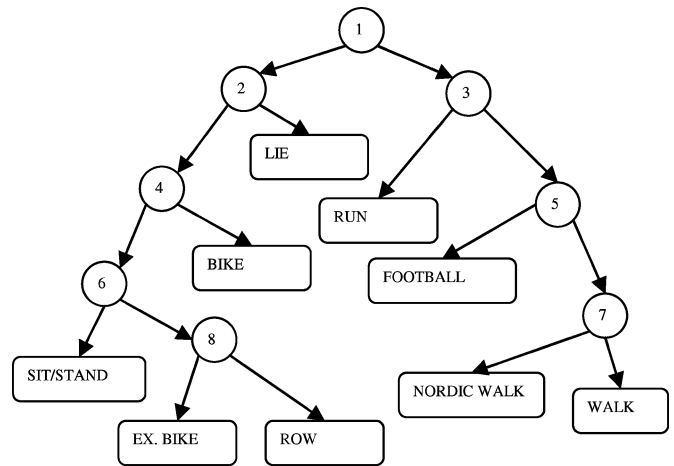 1
2
3
LIE
4
RUN
5
BIKE
FOOTBALL
6
7
8
SIT/STAND
NORDIC WALK
WALK
EX. BIKE
ROW